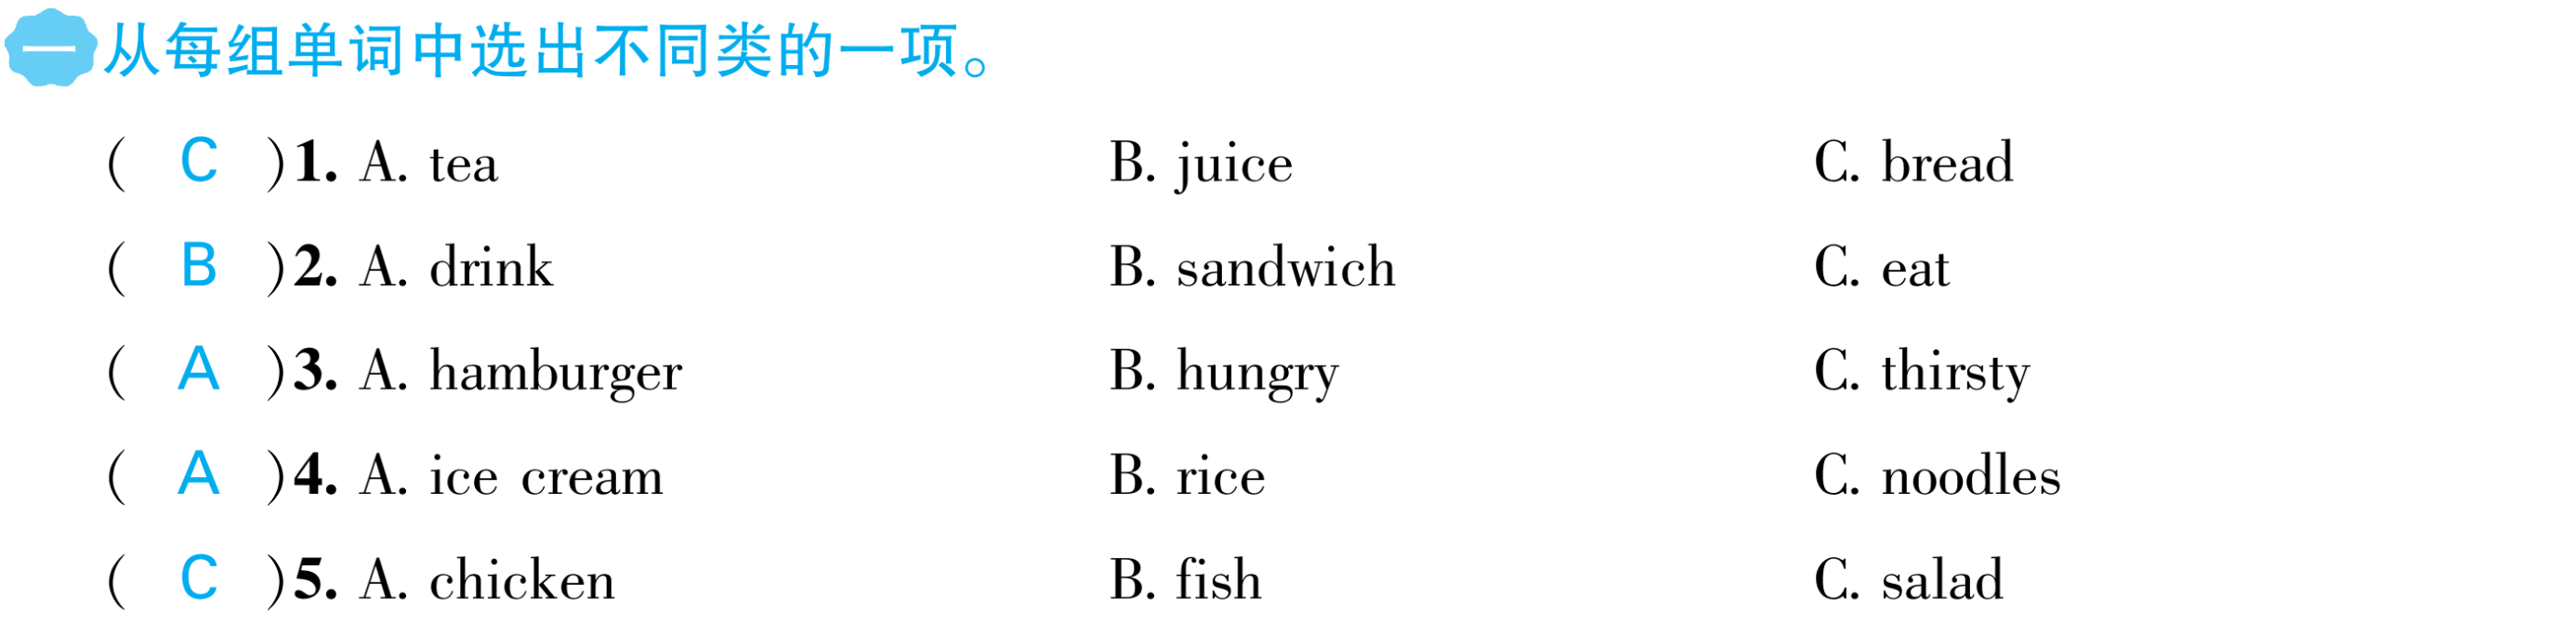 一 从每组单词中选出不同类的一项。
( C )1. A. tea B. juice C. bread
( B )2. A. drink B. sandwich C. eat
( A )3. A. hamburger B. hungry C. thirsty
( A )4. A. ice cream B. rice C. noodles
( C )5. A. chicken B. fish C. salad